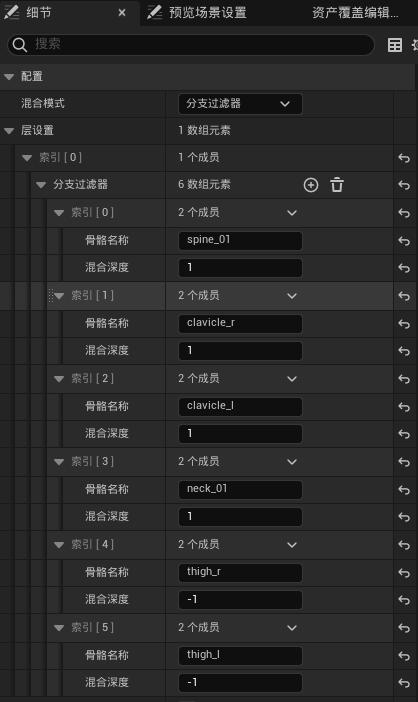 细节 预览场景设置 资产覆盖编辑...
搜索
配置
混合模式 分支过滤器
层设置 1 数组元素
索引 [ 0 ] 1 个成员
分支过滤器 6 数组元素
索引 [ 0 ] 2 个成员
骨骼名称 spine_01
混合深度 1
索引 [ 1 ] 2 个成员
骨骼名称 clavicle_r
混合深度 1
索引 [ 2 ] 2 个成员
骨骼名称 clavicle_l
混合深度 1
索引 [ 3 ] 2 个成员
骨骼名称 neck_01
混合深度 1
索引 [ 4 ] 2 个成员
骨骼名称 thigh_r
混合深度 -1
索引 [ 5 ] 2 个成员
骨骼名称 thigh_l
混合深度 -1